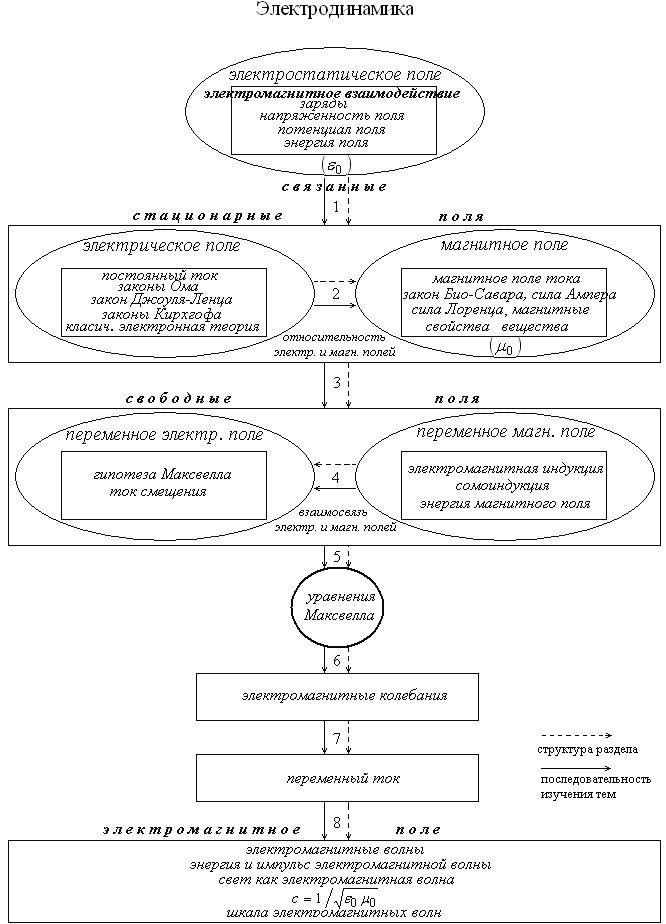 Электродинамика
электростатическое поле
электромагнитное взаимодействие
заряды
напряженность поля
потенциал поля
энергия поля
(ε₀)
связанные
1
стационарные поля
электрическое поле
постоянный ток
законы Ома
закон Джоуля-Ленца
законы Кирхгофа
класич. электронная теория
2
относительность
электр. и магн. полей
магнитное поле
магнитное поле тока
закон Био-Савара, сила Ампера
сила Лоренца, магнитные
свойства вещества
(μ₀)
3
свободные поля
переменное электр. поле
гипотеза Максвелла
ток смещения
4
взаимосвязь
электр. и магн. полей
переменное магн. поле
электромагнитная индукция
сомоиндукция
энергия магнитного поля
5
уравнения
Максвелла
6
электромагнитные колебания
7
переменный ток
структура раздела
последовательность
изучения тем
8
электромагнитное поле
электромагнитные волны
энергия и импульс электромагнитной волны
свет как электромагнитная волна
c = 1/√ε₀ μ₀
шкала электромагнитных волн